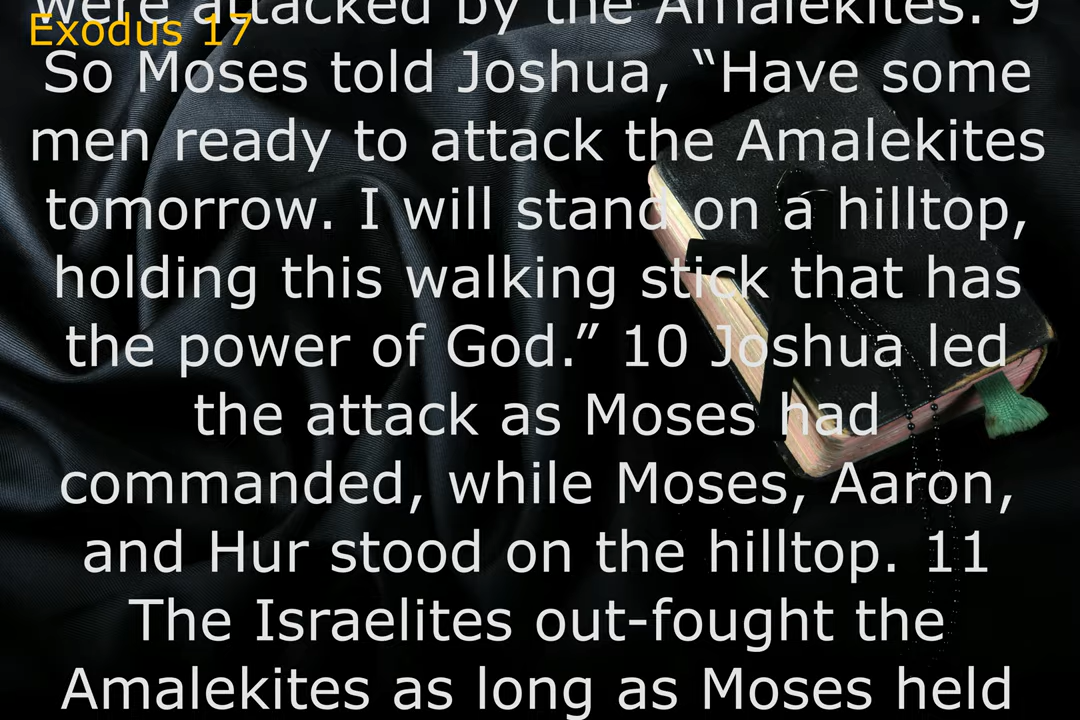 were attacked by the Amalekites. 9
Exodus 17
So Moses told Joshua, “Have some
men ready to attack the Amalekites
tomorrow. I will stand on a hilltop,
holding this walking stick that has
the power of God.” 10 Joshua led
the attack as Moses had
commanded, while Moses, Aaron,
and Hur stood on the hilltop. 11
The Israelites out-fought the
Amalekites as long as Moses held